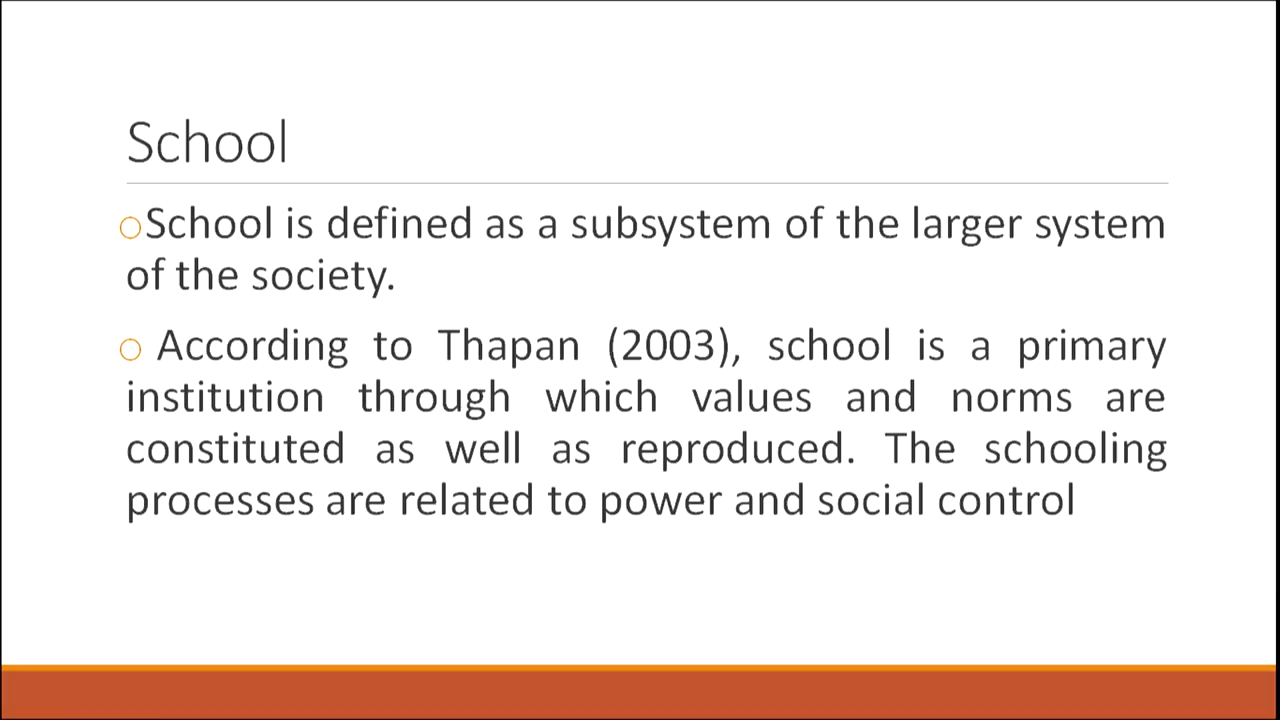 School
School is defined as a subsystem of the larger system
of the society.
According to Thapan (2003), school is a primary
institution through which values and norms are
constituted as well as reproduced. The schooling
processes are related to power and social control